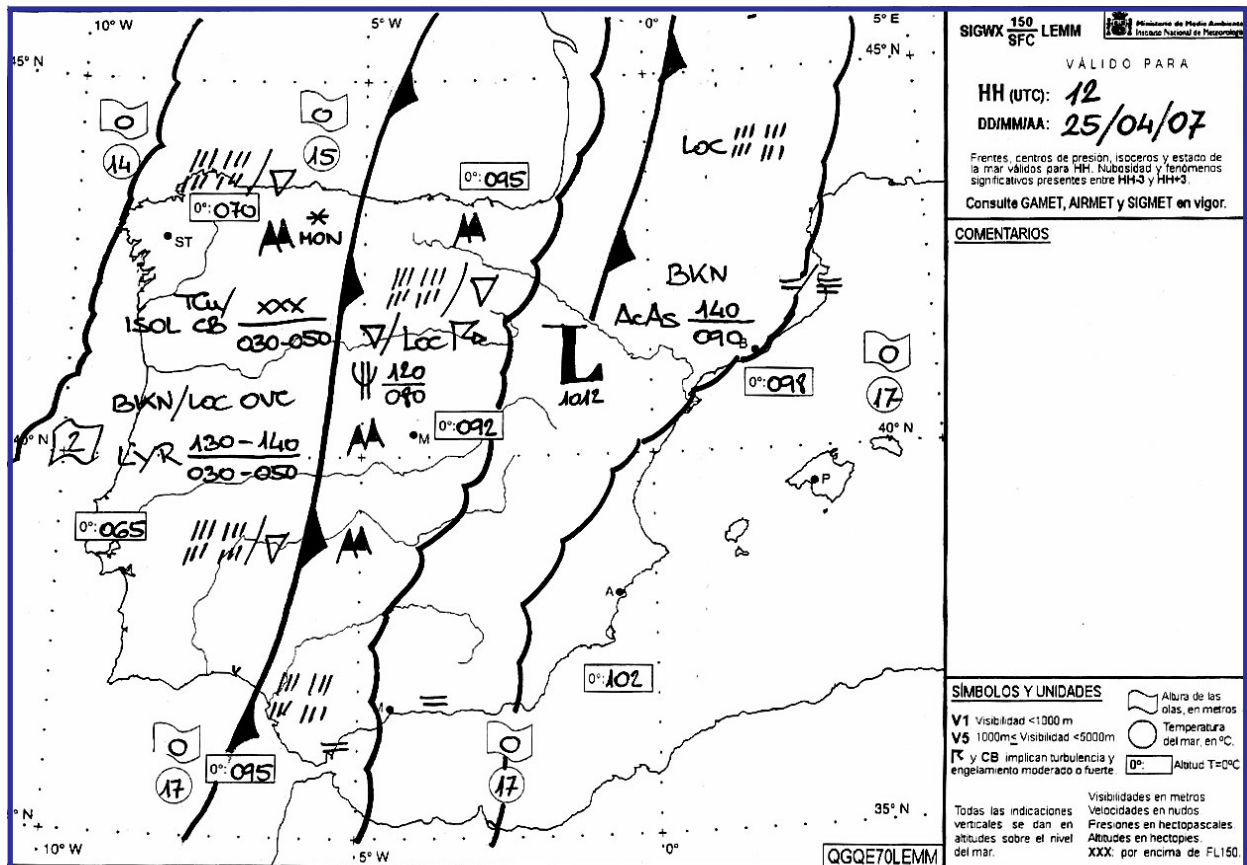 10° W
5° W
0°
5° E
45° N
45° N
0
14
0
15
LOC
0°: 095
0°: 070
ST
MON
BKN
TCu/
ISOL CB
XXX
030-050
AcAs
140
090
B
/LOC
L
1012
120
080
0
17
0°: 098
BKN/LOC OVC
LYR
130-140
030-050
0°: 092
M
40° N
2
40° N
P
0°: 065
A
0°: 102
M
0
17
0°: 095
0
17
35° N
10° W
5° W
0°
QGQE70LEMM
SIGWX 150
SFC LEMM
Ministerio de Medio Ambiente
Instituto Nacional de Meteorología
VÁLIDO PARA
HH (UTC): 12
DD/MM/AA: 25/04/07
Frentes, centros de presión, isoceros y estado de
la mar válidos para HH. Nubosidad y fenómenos
significativos presentes entre HH-3 y HH+3.
Consulte GAMET, AIRMET y SIGMET en vigor.
COMENTARIOS
SÍMBOLOS Y UNIDADES
V1 Visibilidad <1000 m
V5 1000m≤ Visibilidad <5000m
y CB implican turbulencia y
engelamiento moderado o fuerte
Altura de las
olas, en metros
Temperatura
del mar, en °C.
0°: Altitud T=0°C
Todas las indicaciones
verticales se dan en
altitudes sobre el nivel
del mar.
Visibilidades en metros
Velocidades en nudos
Presiones en hectopascales
Altitudes en hectopies.
XXX: por encima de FL150.